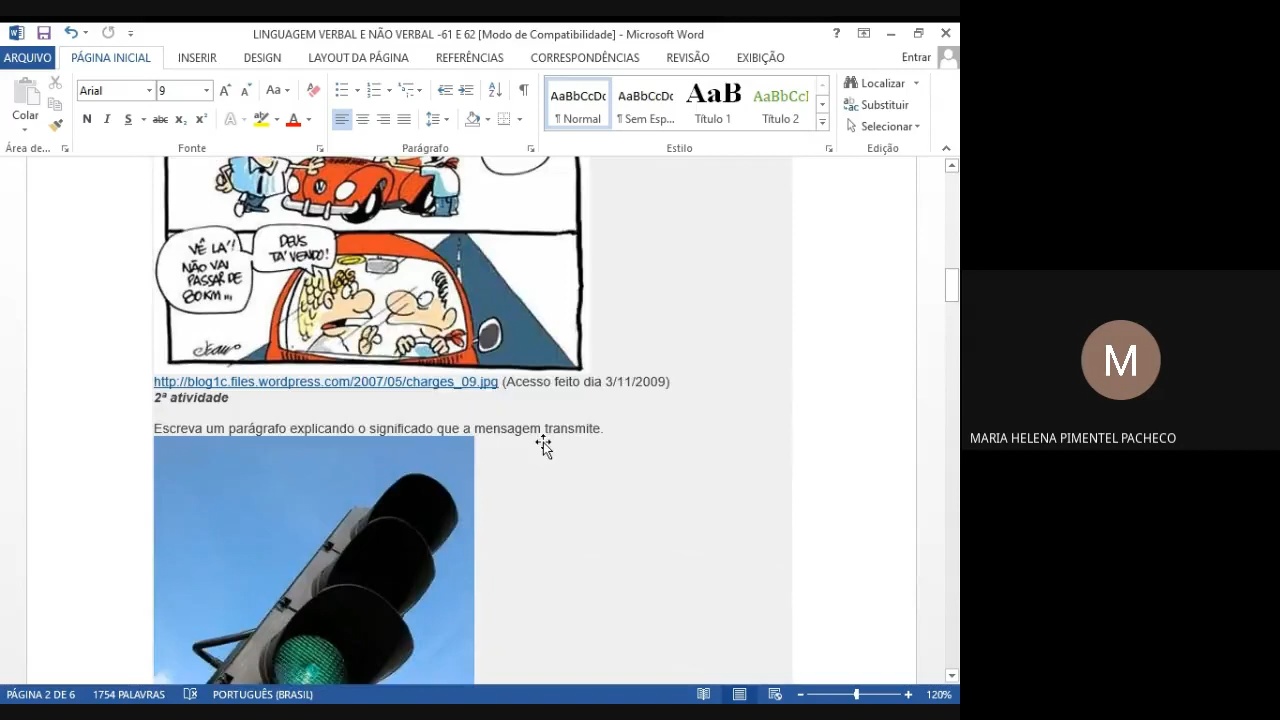 LINGUAGEM VERBAL E NÃO VERBAL -61 E 62 [Modo de Compatibilidade] - Microsoft Word
?
ARQUIVO PÁGINA INICIAL INSERIR DESIGN LAYOUT DA PÁGINA REFERÊNCIAS CORRESPONDÊNCIAS REVISÃO EXIBIÇÃO Entrar
Colar
Arial 9
Aa
N I S abc x₂ x²
AaBbCcDc AaBbCcDc AaB AaBbCcI
¶ Normal ¶ Sem Esp... Título 1 Título 2
Localizar
Substituir
Selecionar
Área de... Fonte Parágrafo Estilo Edição
VÊ LÁ!
NÃO VAI
PASSAR DE
80KM...
DEUS
TÁ VENDO!
http://blog1c.files.wordpress.com/2007/05/charges_09.jpg (Acesso feito dia 3/11/2009)
2ª atividade
Escreva um parágrafo explicando o significado que a mensagem transmite.
PÁGINA 2 DE 6 1754 PALAVRAS PORTUGUÊS (BRASIL) 120%
M
MARIA HELENA PIMENTEL PACHECO